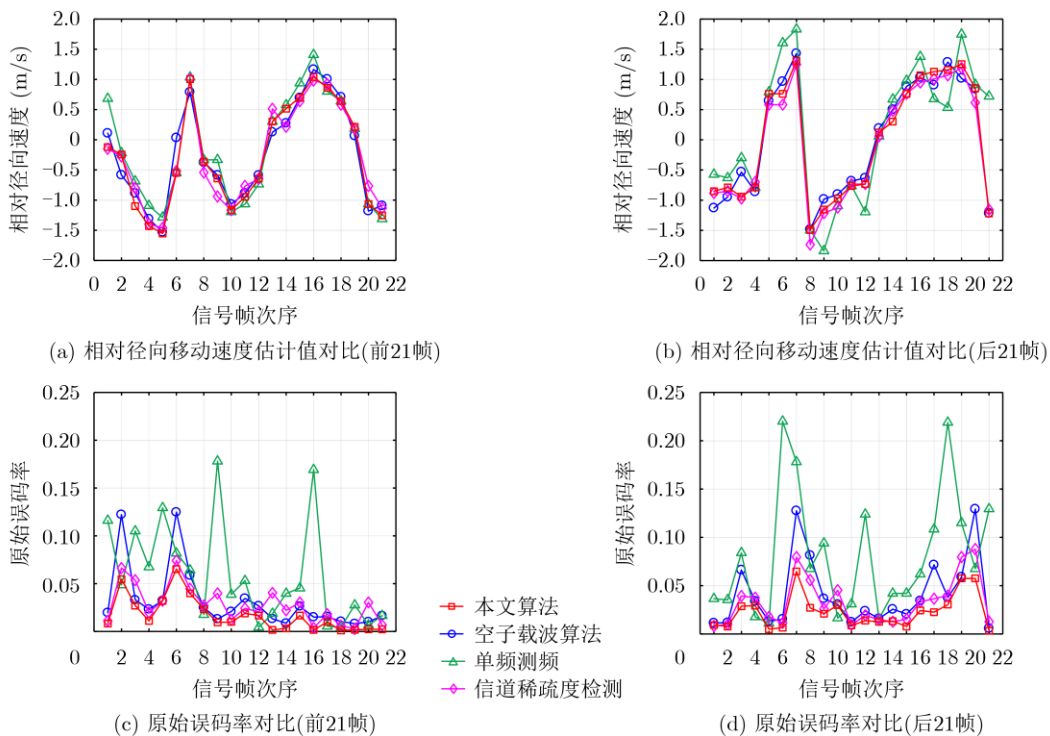 2.0
1.5
1.0
0.5
0
−0.5
−1.0
−1.5
−2.0
相对径向速度 (m/s)
0 2 4 6 8 10 12 14 16 18 20 22
信号帧次序
(a) 相对径向移动速度估计值对比(前21帧)
2.0
1.5
1.0
0.5
0
−0.5
−1.0
−1.5
−2.0
相对径向速度 (m/s)
0 2 4 6 8 10 12 14 16 18 20 22
信号帧次序
(b) 相对径向移动速度估计值对比(后21帧)
0.25
0.20
0.15
0.10
0.05
原始误码率
0 2 4 6 8 10 12 14 16 18 20 22
信号帧次序
(c) 原始误码率对比(前21帧)
本文算法
空子载波算法
单频测频
信道稀疏度检测
0.25
0.20
0.15
0.10
0.05
原始误码率
0 2 4 6 8 10 12 14 16 18 20 22
信号帧次序
(d) 原始误码率对比(后21帧)